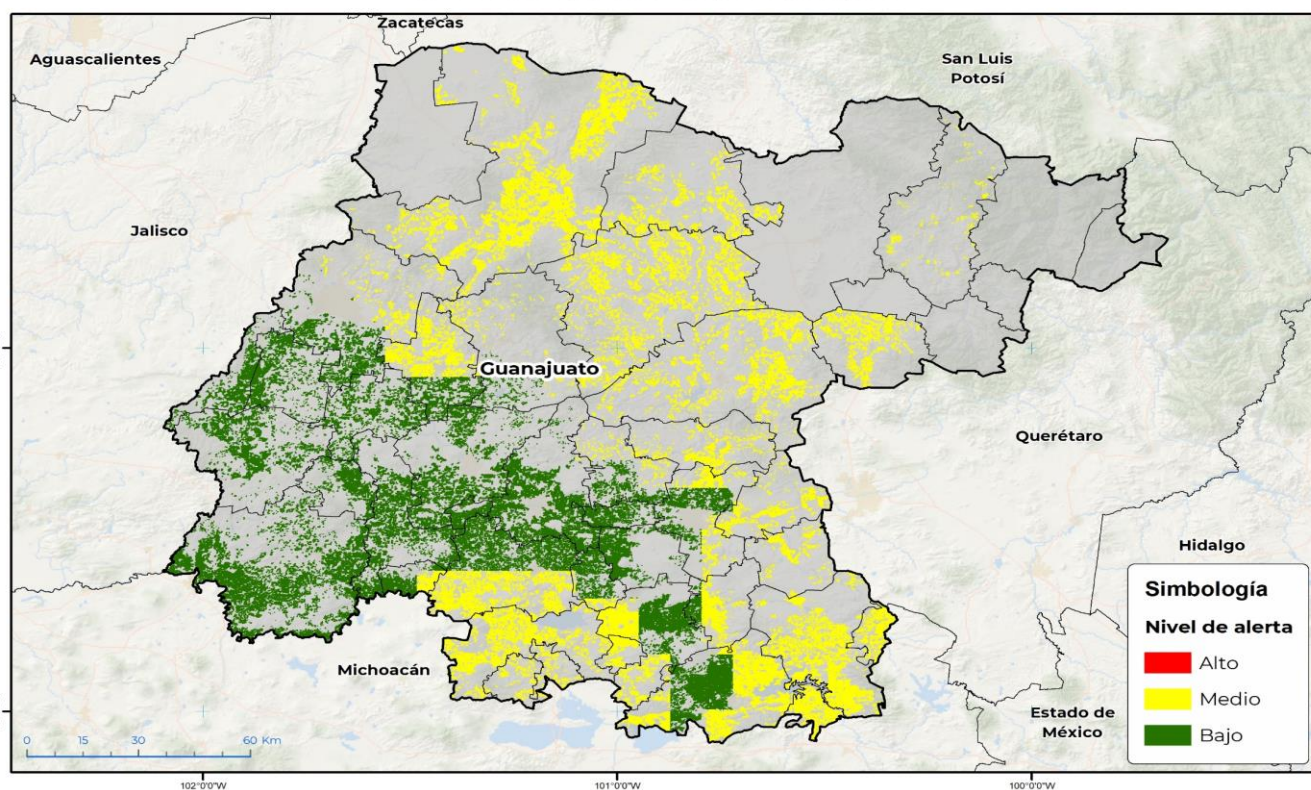 Zacatecas
Aguascalientes
San Luis
Potosí
Jalisco
Guanajuato
Querétaro
Hidalgo
Michoacán
Estado de
México
Simbología
Nivel de alerta
Alto
Medio
Bajo
0 15 30 60 Km
102°0'0"W
101°0'0"W
100°0'0"W